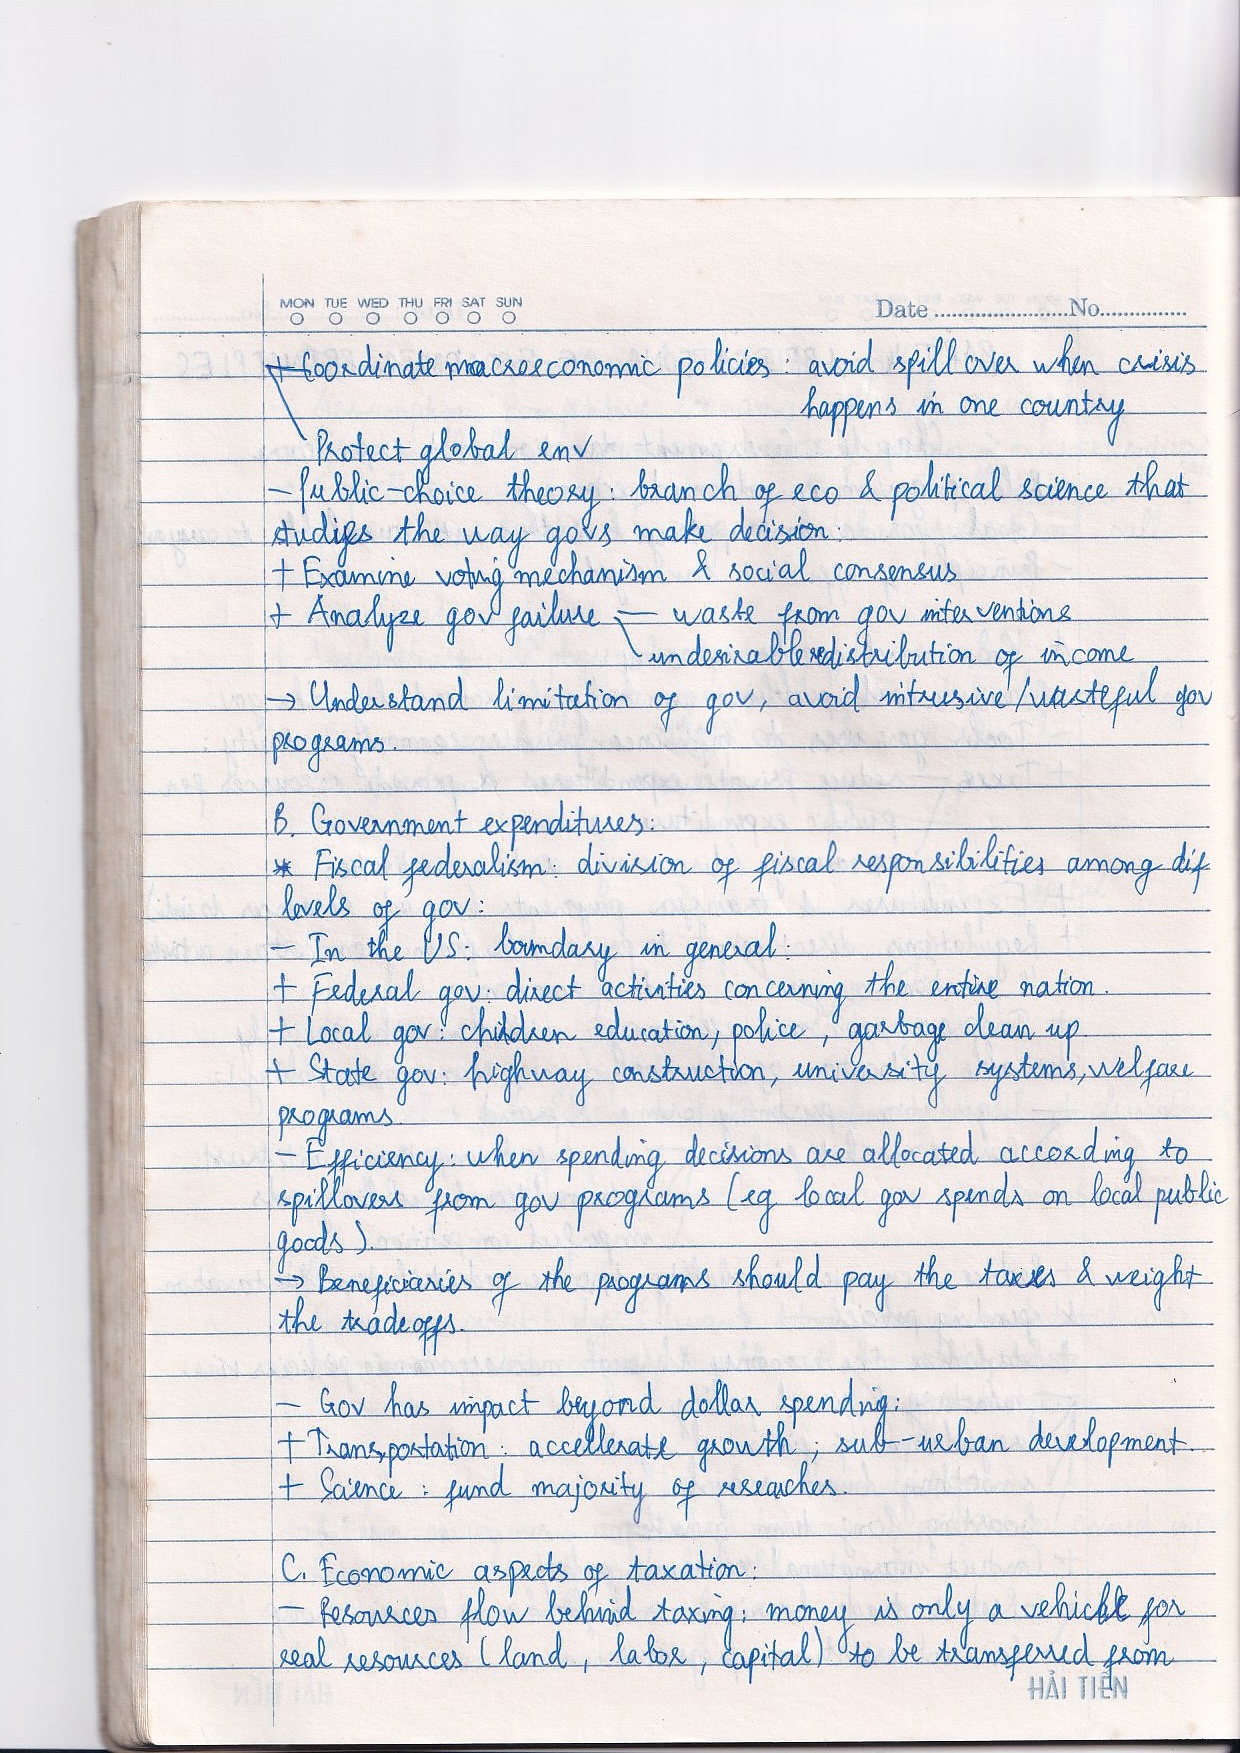 MON TUE WED THU FRI SAT SUN
Date ........................No...............
Coordinate macroeconomic policies : avoid spill over when crisis
happens in one country
Protect global env
- Public-choice theory : branch of eco & political science that
studies the way govs make decision:
+ Examine voting mechanism & social consensus
+ Analyze gov failure — waste from gov interventions
undesirable redistribution of income
→ Understand limitation of gov, avoid intrusive/wasteful gov
programs.
B. Government expenditures:
* Fiscal federalism: division of fiscal responsibilities among dif
levels of gov:
- In the US: boundary in general:
+ Federal gov: direct activities concerning the entire nation.
+ Local gov: children education, police, garbage clean up
+ State gov: highway construction, university systems, welfare
programs
- Efficiency: when spending decisions are allocated according to
spillovers from gov programs (eg local gov spends on local public
goods).
→ Beneficiaries of the programs should pay the taxes & weight
the tradeoffs.
- Gov has impact beyond dollar spending:
+ Transportation: accellerate growth; sub-urban development.
+ Science: fund majority of researches.
C. Economic aspects of taxation:
- Resources flow behind taxing: money is only a vehicle for
real resources (land, labor, capital) to be transferred from
HẢI TIẾN